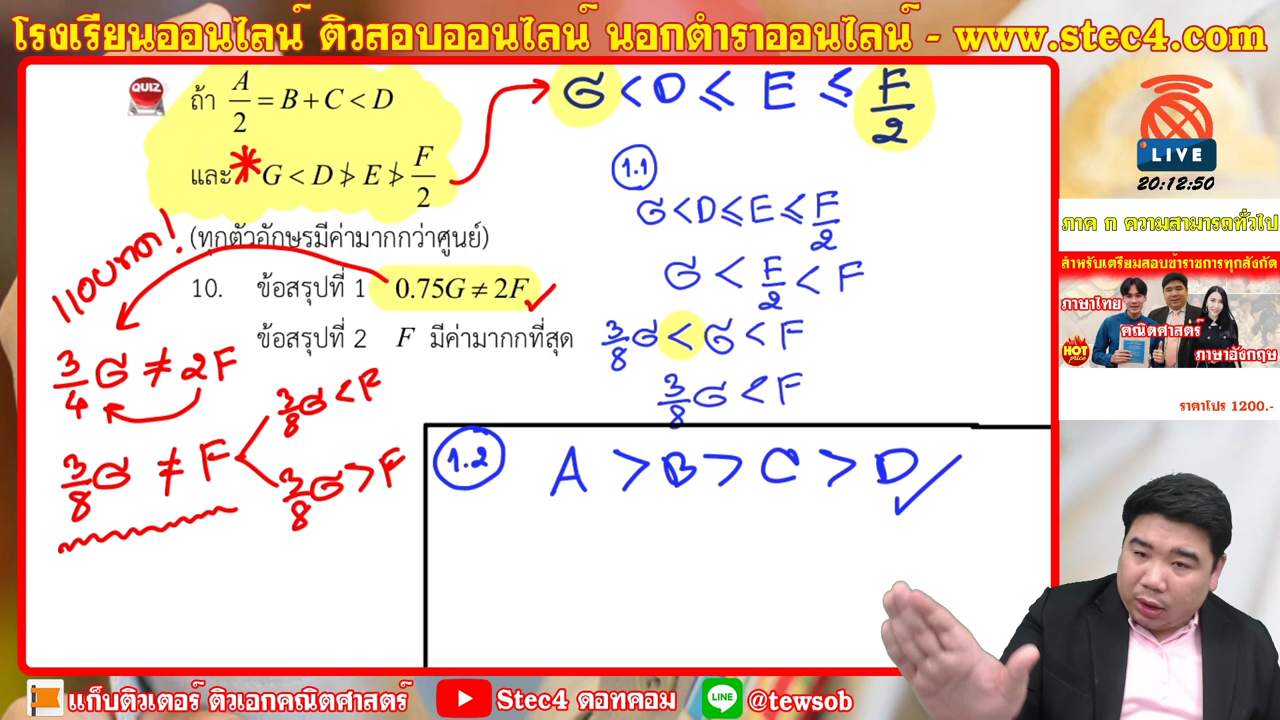 โรงเรียนออนไลน์ ติวสอบออนไลน์ นอกตำราออนไลน์ - www.stec4.com
QUIZ
ถ้า A/2 = B + C < D
และ * G < D ≯ E ≯ F/2
(ทุกตัวอักษรมีค่ามากกว่าศูนย์)
10. ข้อสรุปที่ 1 0.75G ≠ 2F ✓
ข้อสรุปที่ 2 F มีค่ามากกที่สุด
3/4 G ≠ 2F
3/8 G ≠ F
3/8 G < F
3/8 G > F
G < D ≤ E ≤ F/2
1.1
G < D ≤ E ≤ F/2
G < F/2 < F
3/8 G < G < F
3/8 G < F
1.2 A > B > C > D ✓
LIVE
20:12:50
ภาค ก ความสามารถทั่วไป
สำหรับเตรียมสอบข้าราชการทุกสังกัด
ภาษาไทย
คณิตศาสตร์
ภาษาอังกฤษ
HOT
price
ราคาโปร 1200.-
แก็บติวเตอร์ ติวเอกคณิตศาสตร์
Stec4 ดอทคอม
LINE
@tewsob